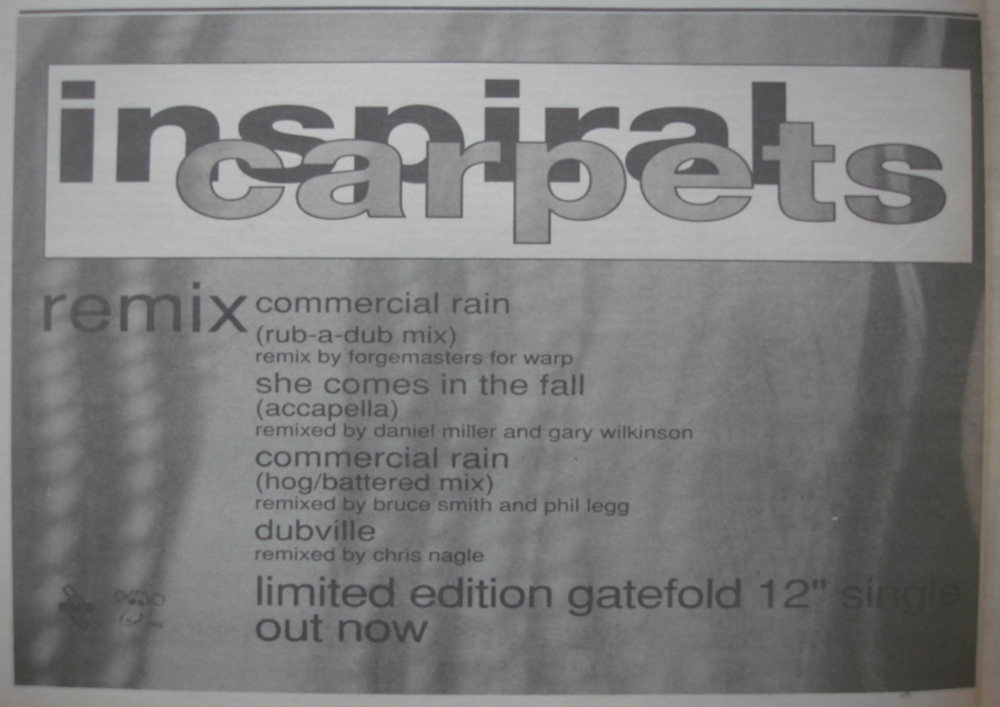 inspiral
carpets
remix
commercial rain
(rub-a-dub mix)
remix by forgemasters for warp
she comes in the fall
(accapella)
remixed by daniel miller and gary wilkinson
commercial rain
(hog/battered mix)
remixed by bruce smith and phil legg
dubville
remixed by chris nagle
limited edition gatefold 12" single
out now